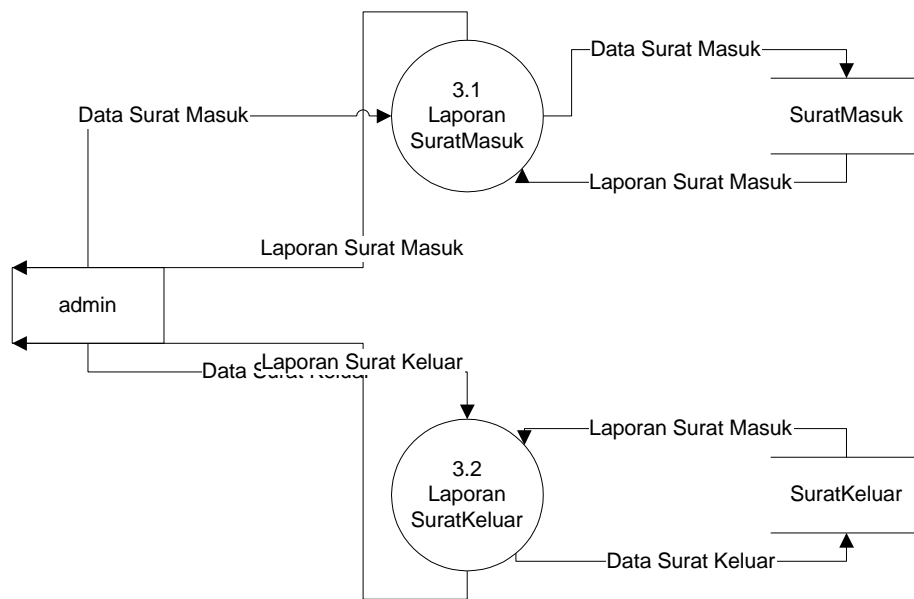 Data Surat Masuk
3.1
Laporan
SuratMasuk
Data Surat Masuk
SuratMasuk
Laporan Surat Masuk
Laporan Surat Masuk
admin
Laporan Surat Keluar
Data Surat Keluar
Laporan Surat Masuk
3.2
Laporan
SuratKeluar
SuratKeluar
Data Surat Keluar